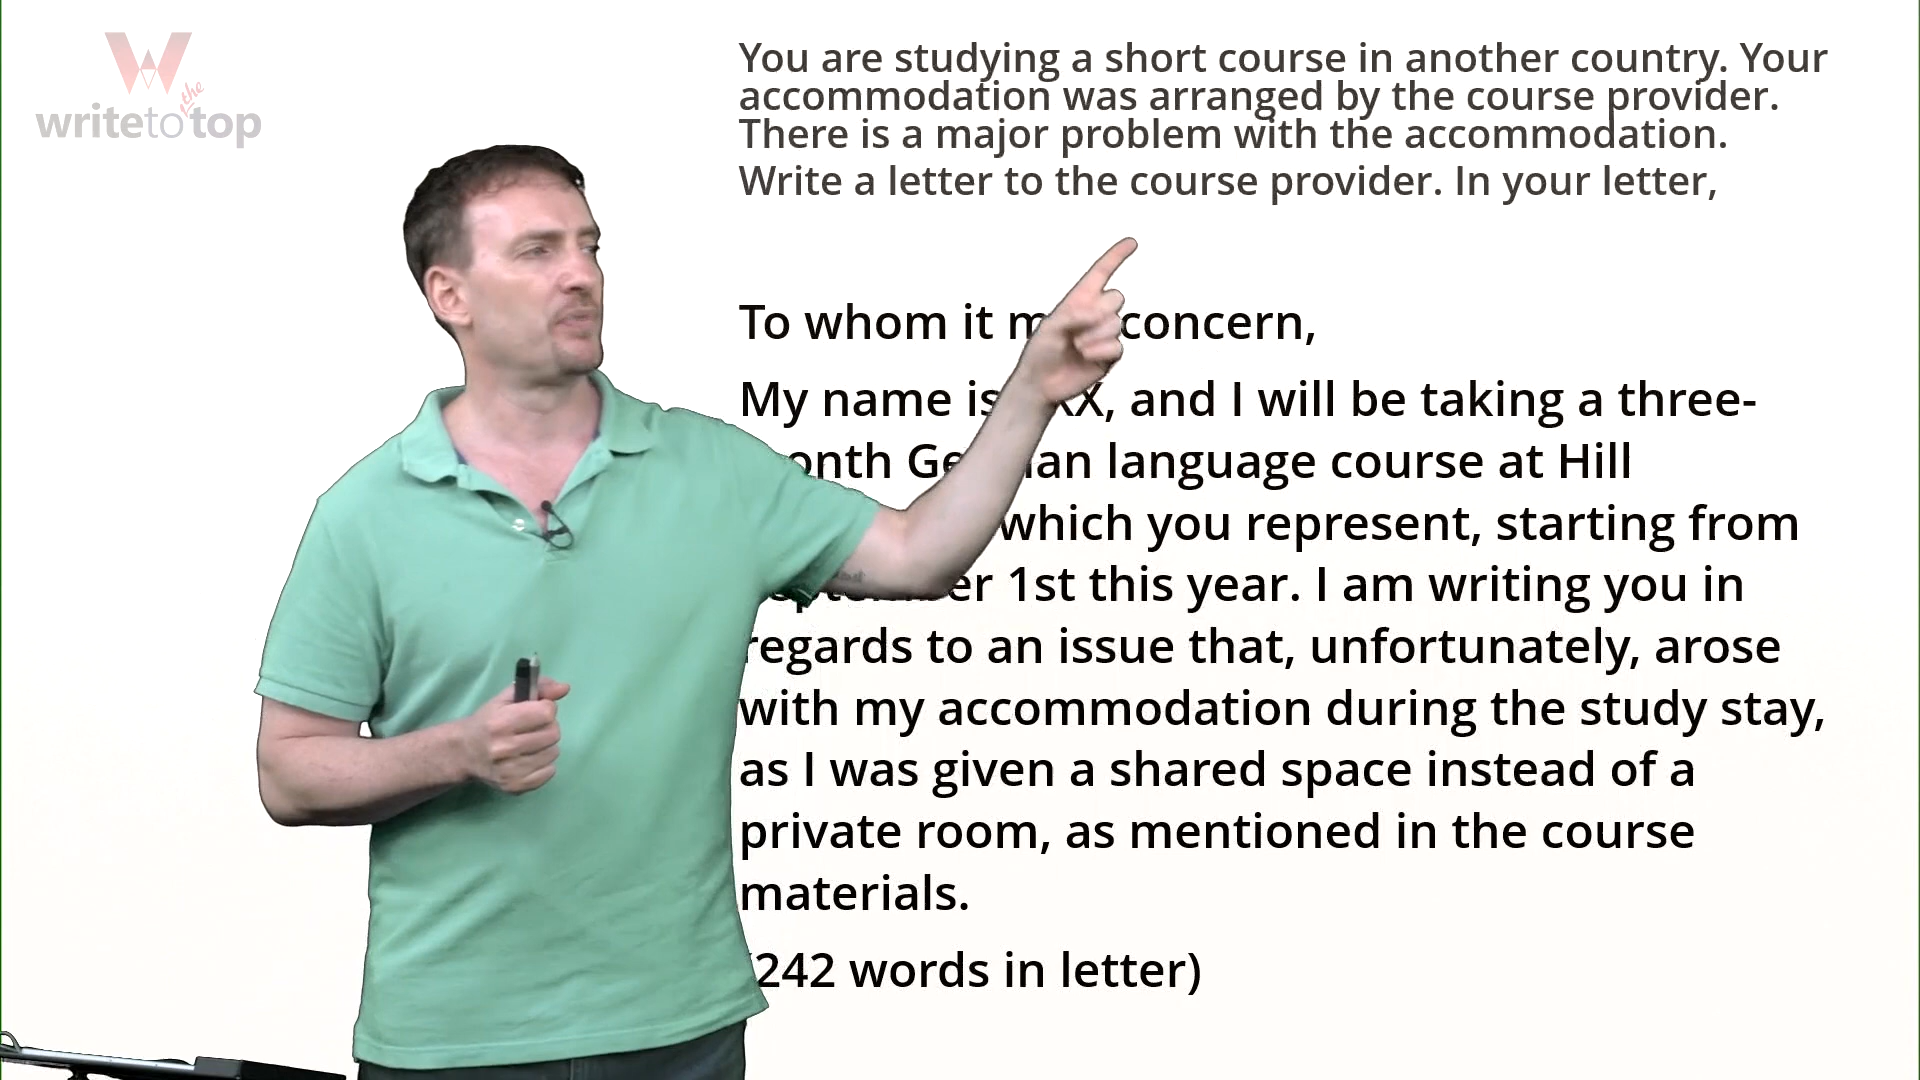 writetothetop
You are studying a short course in another country. Your
accommodation was arranged by the course provider.
There is a major problem with the accommodation.
Write a letter to the course provider. In your letter,
To whom it concern,
My name is and I will be taking a three-
language course at Hill
which you represent, starting from
1st this year. I am writing you in
regards to an issue that, unfortunately, arose
with my accommodation during the study stay,
as I was given a shared space instead of a
private room, as mentioned in the course
materials.
242 words in letter)